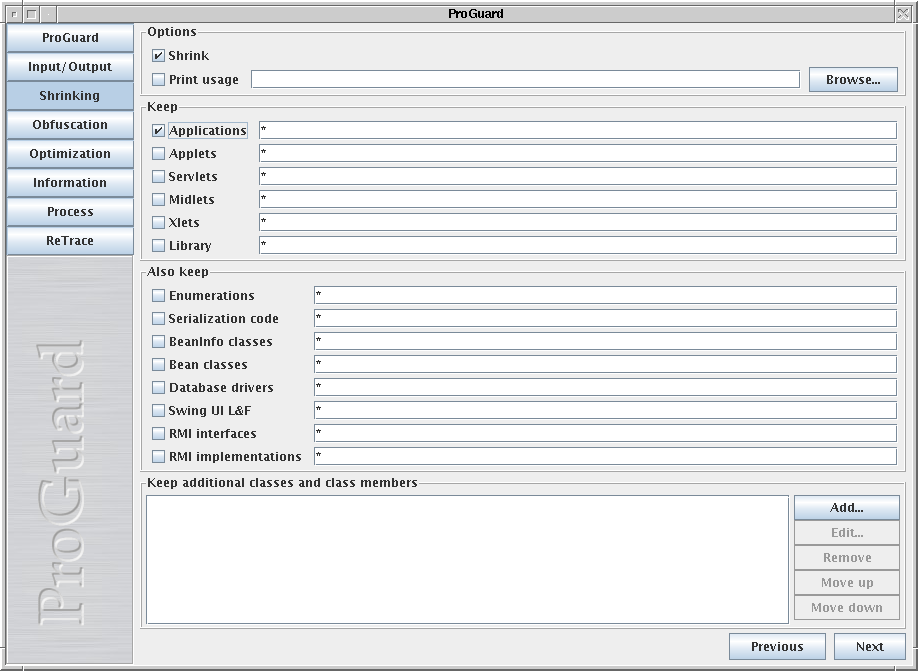 ProGuard
ProGuard
Input/Output
Shrinking
Obfuscation
Optimization
Information
Process
ReTrace
ProGuard
Options
Shrink
Print usage
Browse...
Keep
Applications *
Applets *
Servlets *
Midlets *
Xlets *
Library *
Also keep
Enumerations *
Serialization code *
BeanInfo classes *
Bean classes *
Database drivers *
Swing UI L&F *
RMI interfaces *
RMI implementations *
Keep additional classes and class members
Add...
Edit...
Remove
Move up
Move down
Previous
Next